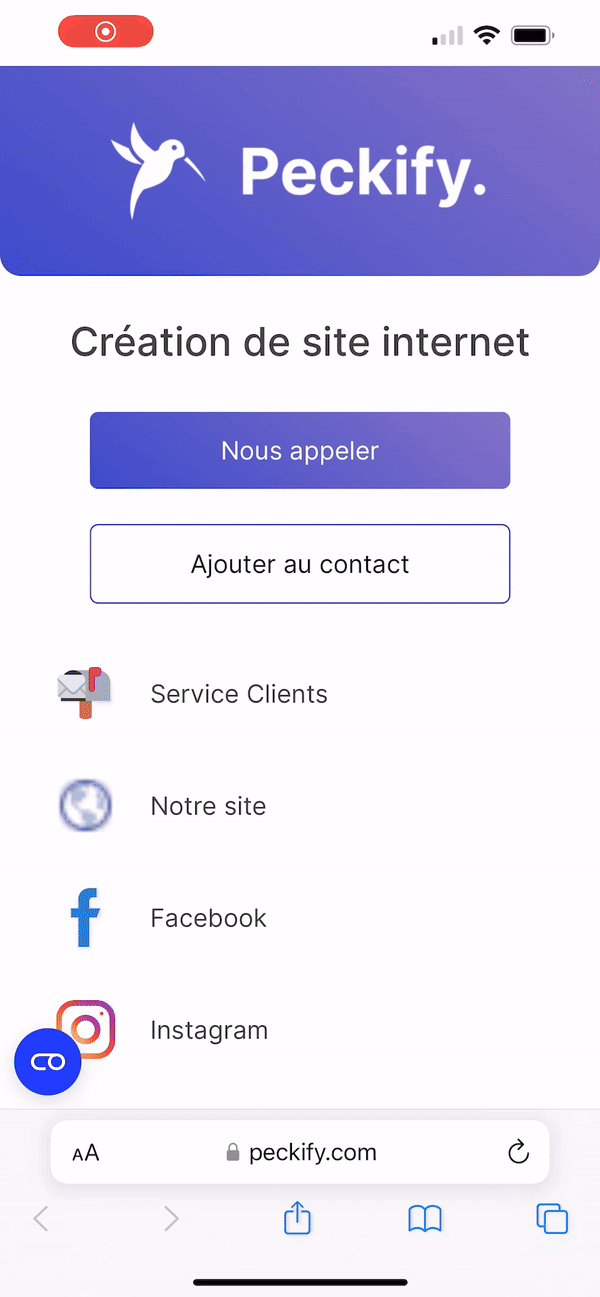 Peckify.
Création de site internet
Nous appeler
Ajouter au contact
Service Clients
Notre site
Facebook
Instagram
AA
peckify.com